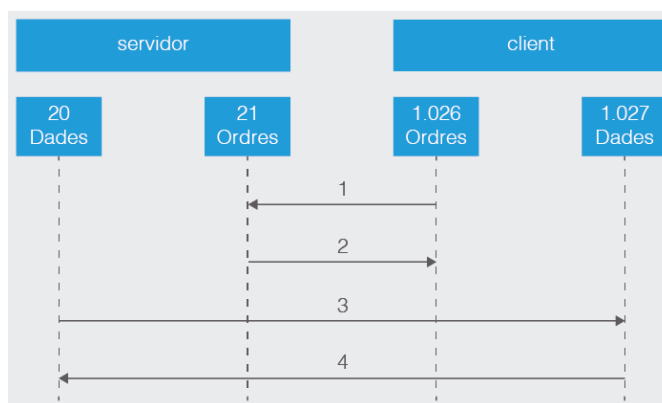 servidor
client
20
Dades
21
Ordres
1.026
Ordres
1.027
Dades
1
2
3
4